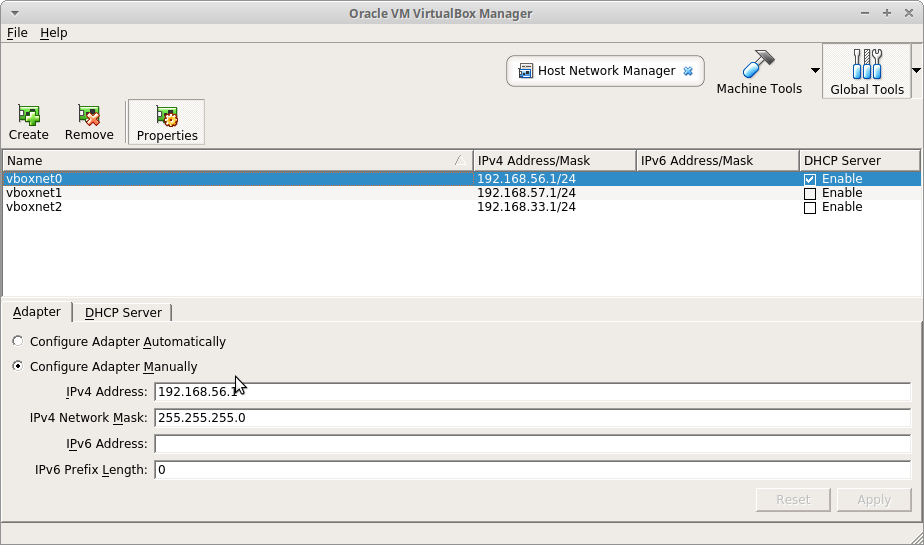 Oracle VM VirtualBox Manager
File Help
Host Network Manager
Machine Tools
Global Tools
Create Remove Properties
Name IPv4 Address/Mask IPv6 Address/Mask DHCP Server
vboxnet0 192.168.56.1/24 Enable
vboxnet1 192.168.57.1/24 Enable
vboxnet2 192.168.33.1/24 Enable
Adapter DHCP Server
Configure Adapter Automatically
Configure Adapter Manually
IPv4 Address: 192.168.56.1
IPv4 Network Mask: 255.255.255.0
IPv6 Address:
IPv6 Prefix Length: 0
Reset Apply